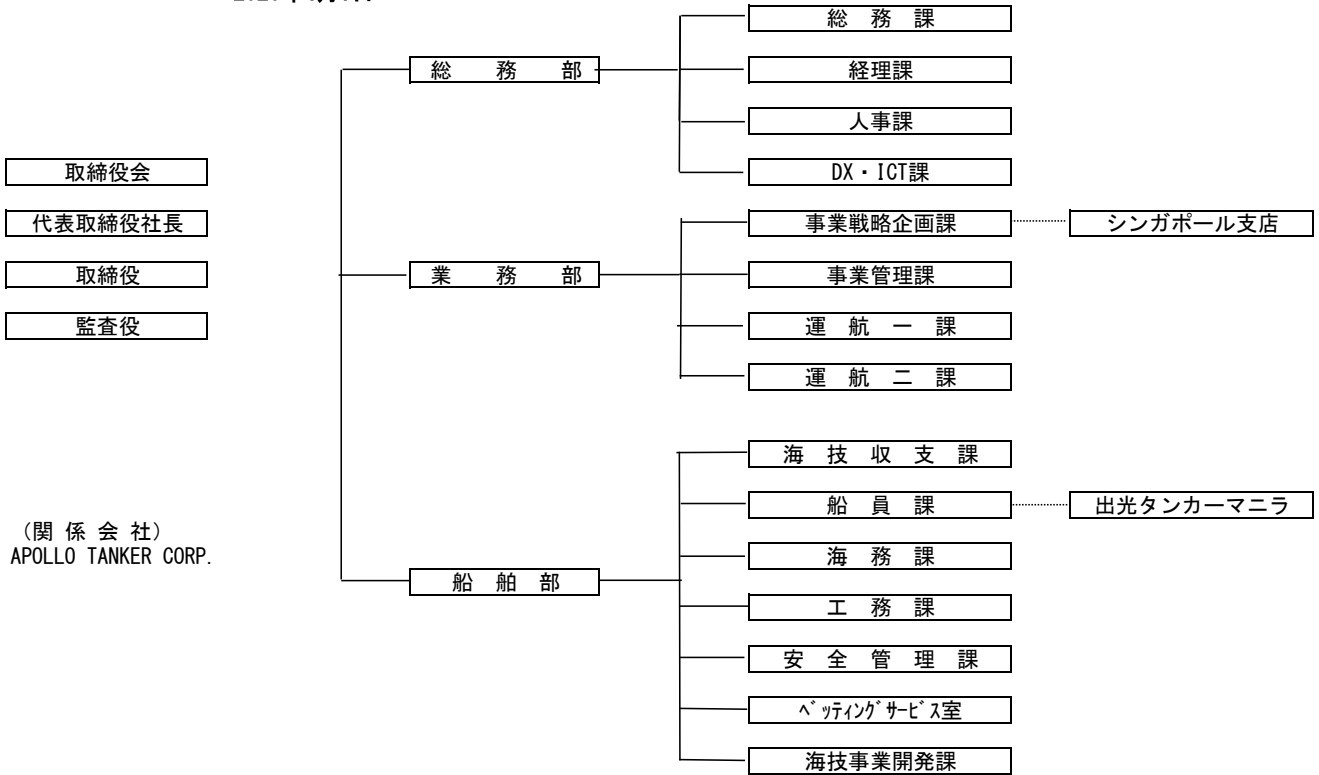 総務課
総務部
経理課
人事課
取締役会
DX・ICT課
代表取締役社長
事業戦略企画課
シンガポール支店
取締役
業務部
事業管理課
監査役
運航一課
運航二課
海技収支課
船員課
出光タンカーマニラ
(関係会社)
APOLLO TANKER CORP.
海務課
船舶部
工務課
安全管理課
ﾍﾞｯﾃｨﾝｸﾞｻｰﾋﾞｽ室
海技事業開発課